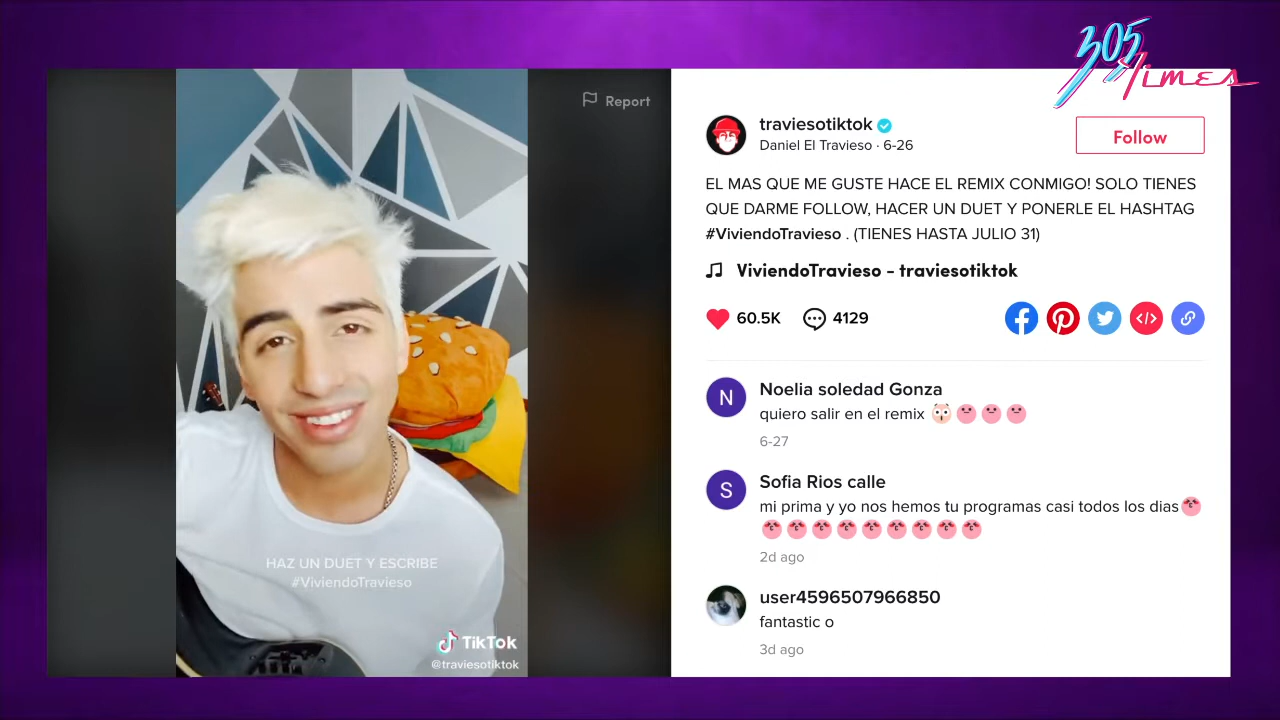 305
Times
Report
traviesotiktok
Daniel El Travieso · 6-26
Follow
EL MAS QUE ME GUSTE HACE EL REMIX CONMIGO! SOLO TIENES
QUE DARME FOLLOW, HACER UN DUET Y PONERLE EL HASHTAG
#ViviendoTravieso . (TIENES HASTA JULIO 31)
ViviendoTravieso - traviesotiktok
60.5K
4129
Noelia soledad Gonza
quiero salir en el remix
6-27
Sofia Rios calle
mi prima y yo nos hemos tu programas casi todos los dias
2d ago
user4596507966850
fantastic o
3d ago
HAZ UN DUET Y ESCRIBE
#ViviendoTravieso
TikTok
@traviesotiktok
N
S